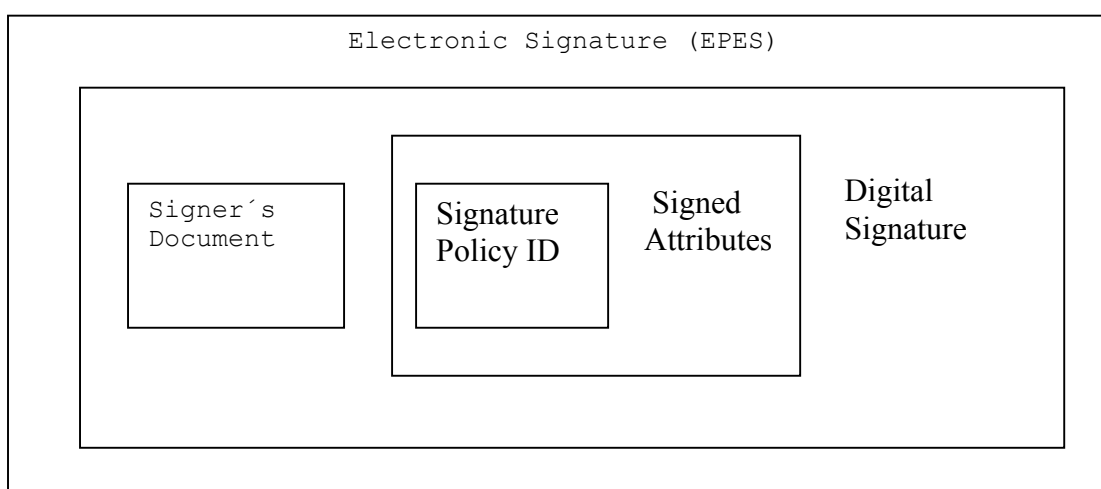 Electronic Signature (EPES)
Signer´s
Document
Signature
Policy ID
Signed
Attributes
Digital
Signature